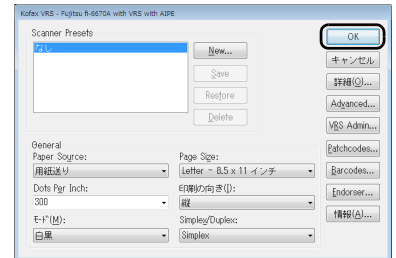 Kofax VRS - Fujitsu fi-6670A with VRS with AIPE
Scanner Presets
なし
New...
Save
Restore
Delete
General
Paper Source:
用紙送り
Page Size:
Letter - 8.5 x 11 インチ
Dots Per Inch:
300
印刷の向き(I):
縦
ﾓｰﾄﾞ(M):
白黒
Simplex/Duplex:
Simplex
OK
キャンセル
詳細(O)...
Advanced...
VRS Admin...
Patchcodes...
Barcodes...
Endorser...
情報(A)...